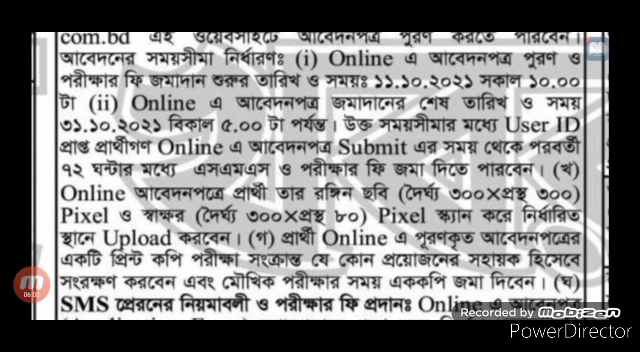 com.bd এই ওয়েবসাইটে আবেদনপত্র পূরণ করতে পারবেন।
আবেদনের সময়সীমা নির্ধারণঃ (i) Online এ আবেদনপত্র পুরণ ও
পরীক্ষার ফি জমাদান শুরুর তারিখ ও সময়ঃ ১১.১০.২০২১ সকাল ১০.০০
টা (ii) Online এ আবেদনপত্র জমাদানের শেষ তারিখ ও সময়
৩১.১০.২০২১ বিকাল ৫.০০ টা পর্যন্ত। উক্ত সময়সীমার মধ্যে User ID
প্রাপ্ত প্রার্থীগণ Online এ আবেদনপত্র Submit এর সময় থেকে পরবর্তী
৭২ ঘন্টার মধ্যে এসএমএস ও পরীক্ষার ফি জমা দিতে পারবেন। (খ)
Online আবেদনপত্রে প্রার্থী তার রঙ্গিন ছবি (দৈর্ঘ্য ৩০০×প্রস্থ ৩০০)
Pixel ও স্বাক্ষর (দৈর্ঘ্য ৩০০×প্রস্থ ৮০) Pixel স্ক্যান করে নির্ধারিত
স্থানে Upload করবেন। (গ) প্রার্থী Online এ পূরণকৃত আবেদনপত্রের
একটি প্রিন্ট কপি পরীক্ষা সংক্রান্ত যে কোন প্রয়োজনের সহায়ক হিসেবে
সংরক্ষণ করবেন এবং মৌখিক পরীক্ষার সময় এককপি জমা দিবেন। (ঘ)
SMS প্রেরনের নিয়মাবলী ও পরীক্ষার ফি প্রদানঃ Online এ আবেদনপত্র
06:02
Recorded by Mobizen
PowerDirector